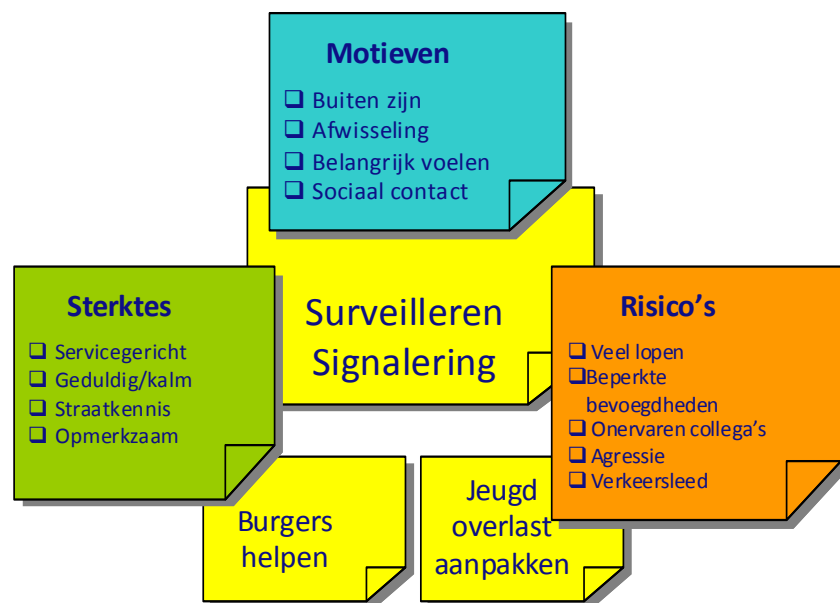 Motieven
❑ Buiten zijn
❑ Afwisseling
❑ Belangrijk voelen
❑ Sociaal contact
Surveilleren
Signalering
Sterktes
❑ Servicegericht
❑ Geduldig/kalm
❑ Straatkennis
❑ Opmerkzaam
Risico's
❑ Veel lopen
❑Beperkte
bevoegdheden
❑ Onervaren collega's
❑ Agressie
❑ Verkeersleed
Burgers
helpen
Jeugd
overlast
aanpakken